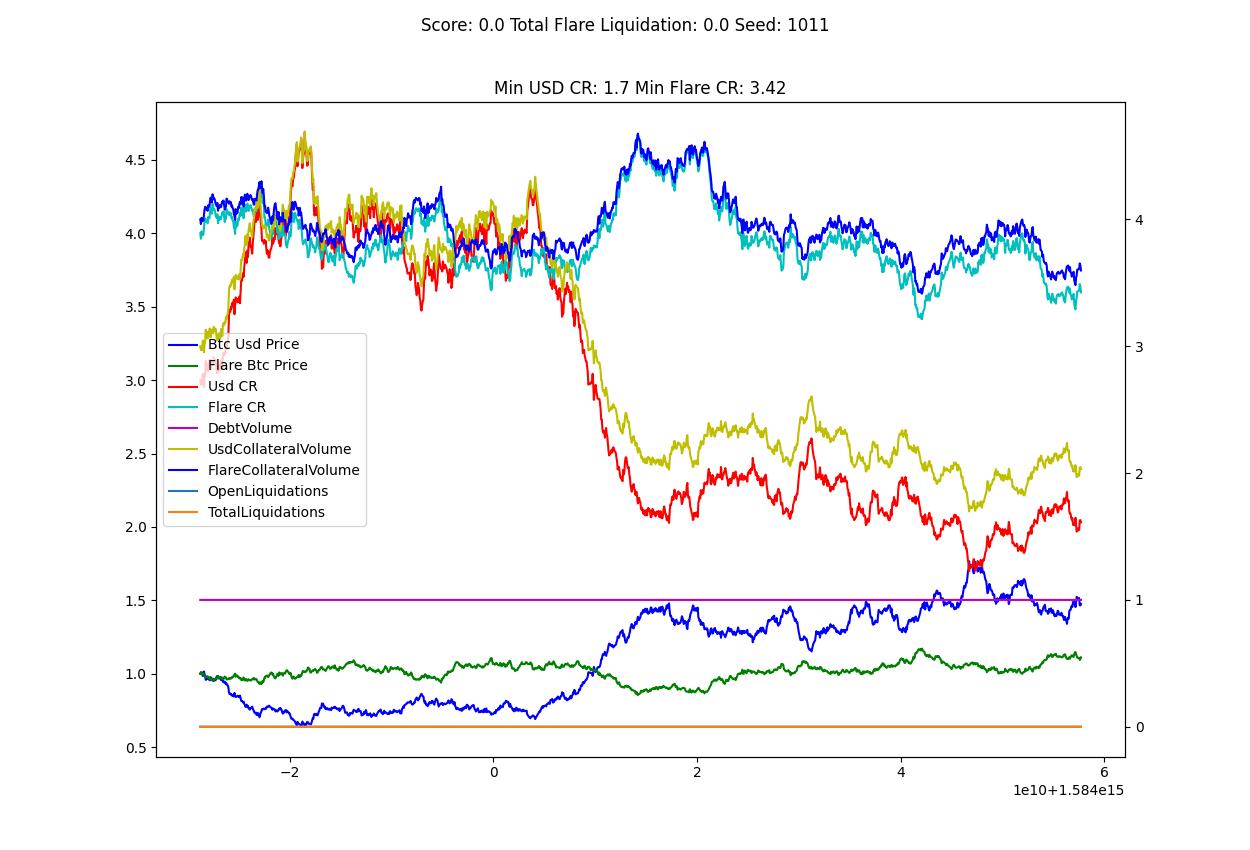 Score: 0.0 Total Flare Liquidation: 0.0 Seed: 1011
Min USD CR: 1.7 Min Flare CR: 3.42
4.5
4.0
3.5
3.0
2.5
2.0
1.5
1.0
0.5
4
3
2
1
0
Btc Usd Price
Flare Btc Price
Usd CR
Flare CR
DebtVolume
UsdCollateralVolume
FlareCollateralVolume
OpenLiquidations
TotalLiquidations
−2 0 2 4 6
1e10+1.584e15